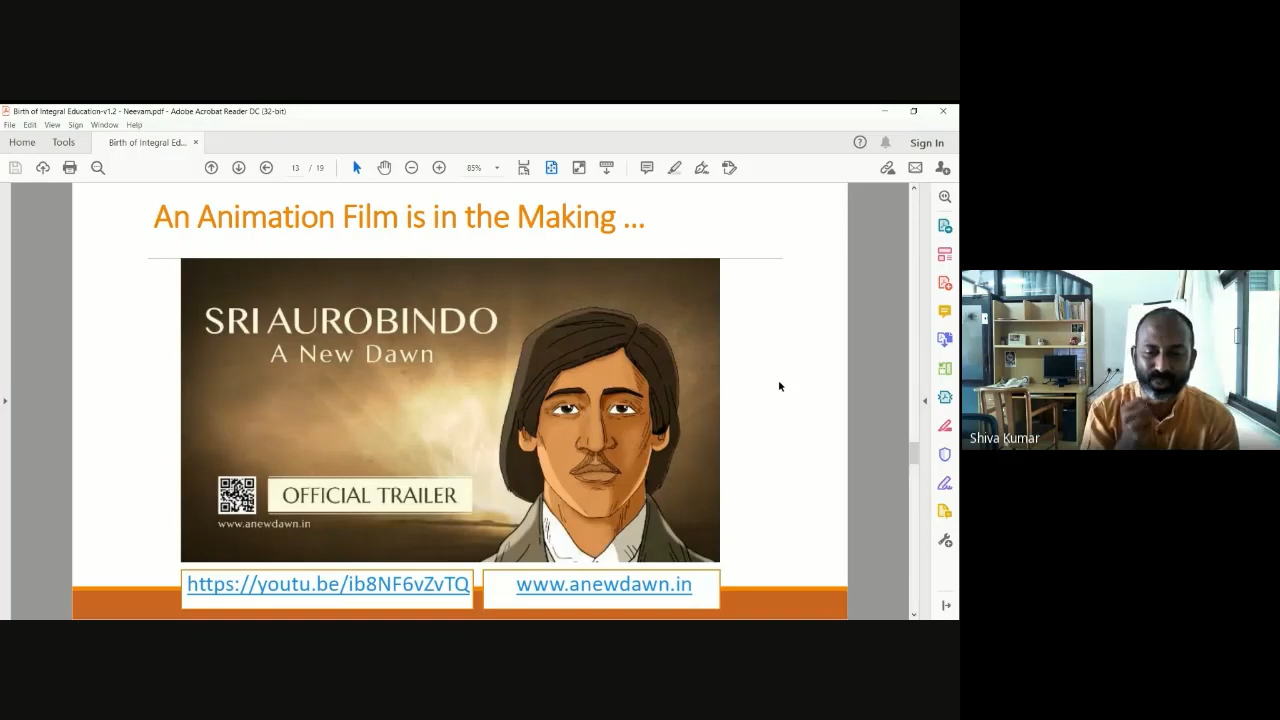 Birth of Integral Education-v1.2 - Neevam.pdf - Adobe Acrobat Reader DC (32-bit)
File Edit View Sign Window Help
Home Tools Birth of Integral Ed... × Sign In
13 / 19 85%
An Animation Film is in the Making ...
SRI AUROBINDO
A New Dawn
OFFICIAL TRAILER
www.anewdawn.in
https://youtu.be/ib8NF6vZvTQ www.anewdawn.in
Shiva Kumar